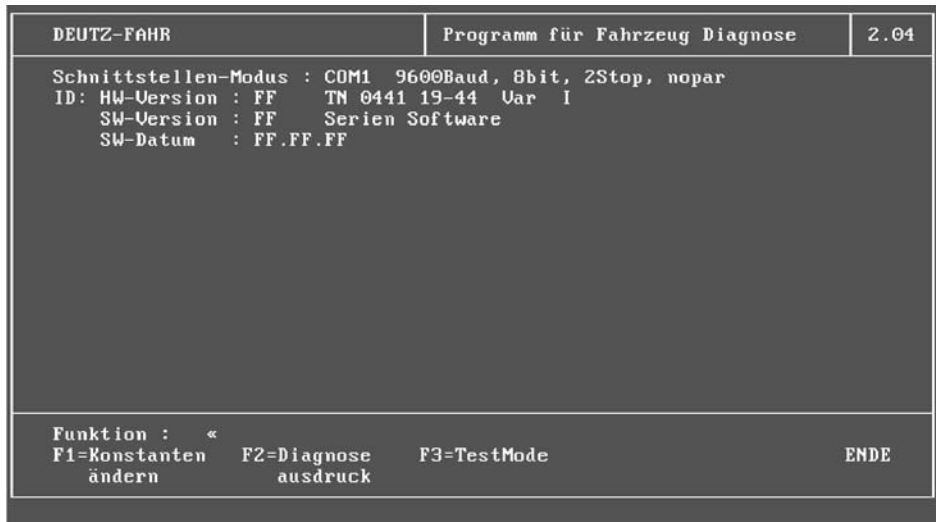 DEUTZ-FAHR Programm für Fahrzeug Diagnose 2.04
Schnittstellen-Modus : COM1 9600Baud, 8bit, 2Stop, nopar
ID: HW-Version : FF TN 0441 19-44 Var I
SW-Version : FF Serien Software
SW-Datum : FF.FF.FF
Funktion : «
F1=Konstanten F2=Diagnose F3=TestMode ENDE
ändern ausdruck